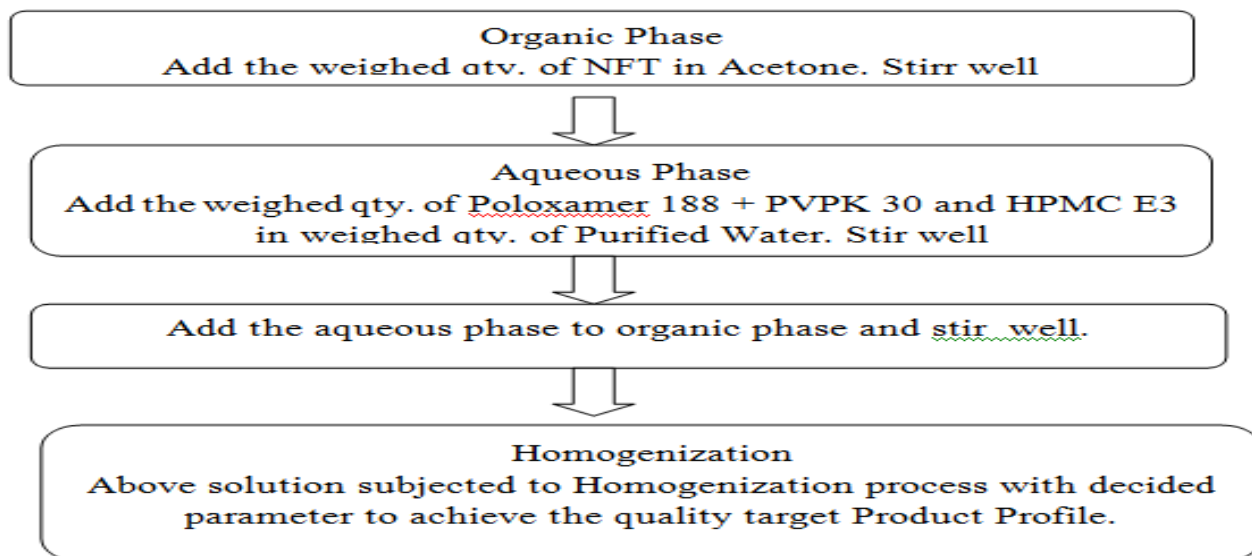 Organic Phase
Add the weighed qty. of NFT in Acetone. Stirr well
Aqueous Phase
Add the weighed qty. of Poloxamer 188 + PVPK 30 and HPMC E3
in weighed qty. of Purified Water. Stir well
Add the aqueous phase to organic phase and stir well.
Homogenization
Above solution subjected to Homogenization process with decided
parameter to achieve the quality target Product Profile.